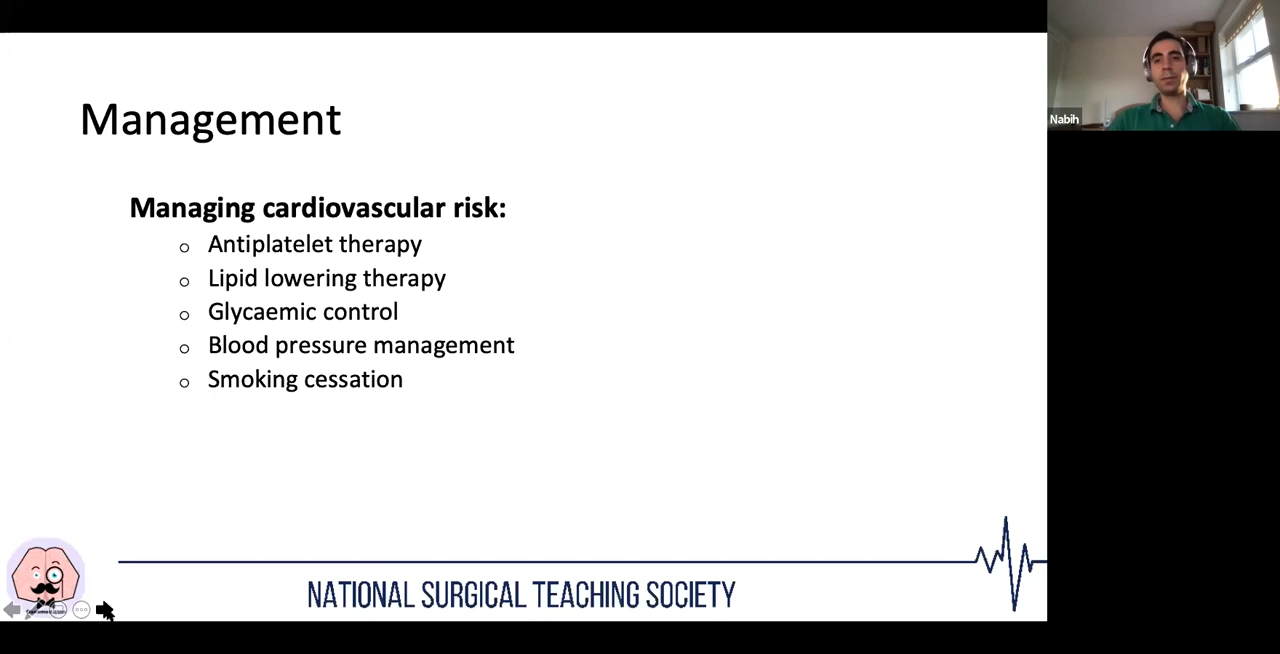 Management
Managing cardiovascular risk:
Antiplatelet therapy
Lipid lowering therapy
Glycaemic control
Blood pressure management
Smoking cessation
NATIONAL SURGICAL TEACHING SOCIETY
Nabih